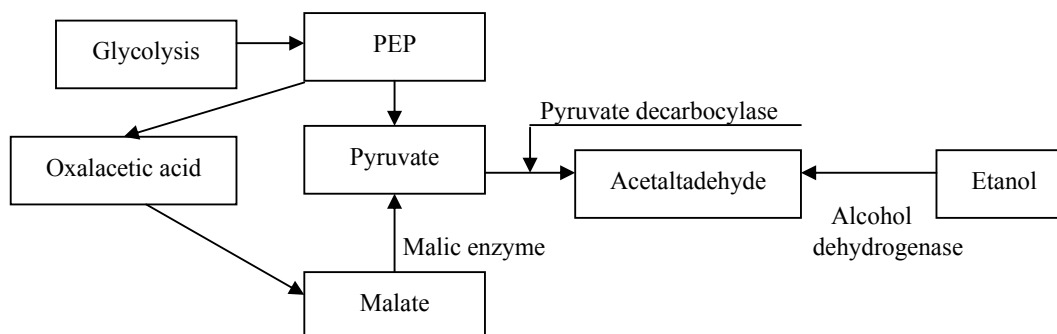 Glycolysis
PEP
Pyruvate decarbocylase
Oxalacetic acid
Pyruvate
Acetaltadehyde
Etanol
Alcohol
dehydrogenase
Malic enzyme
Malate